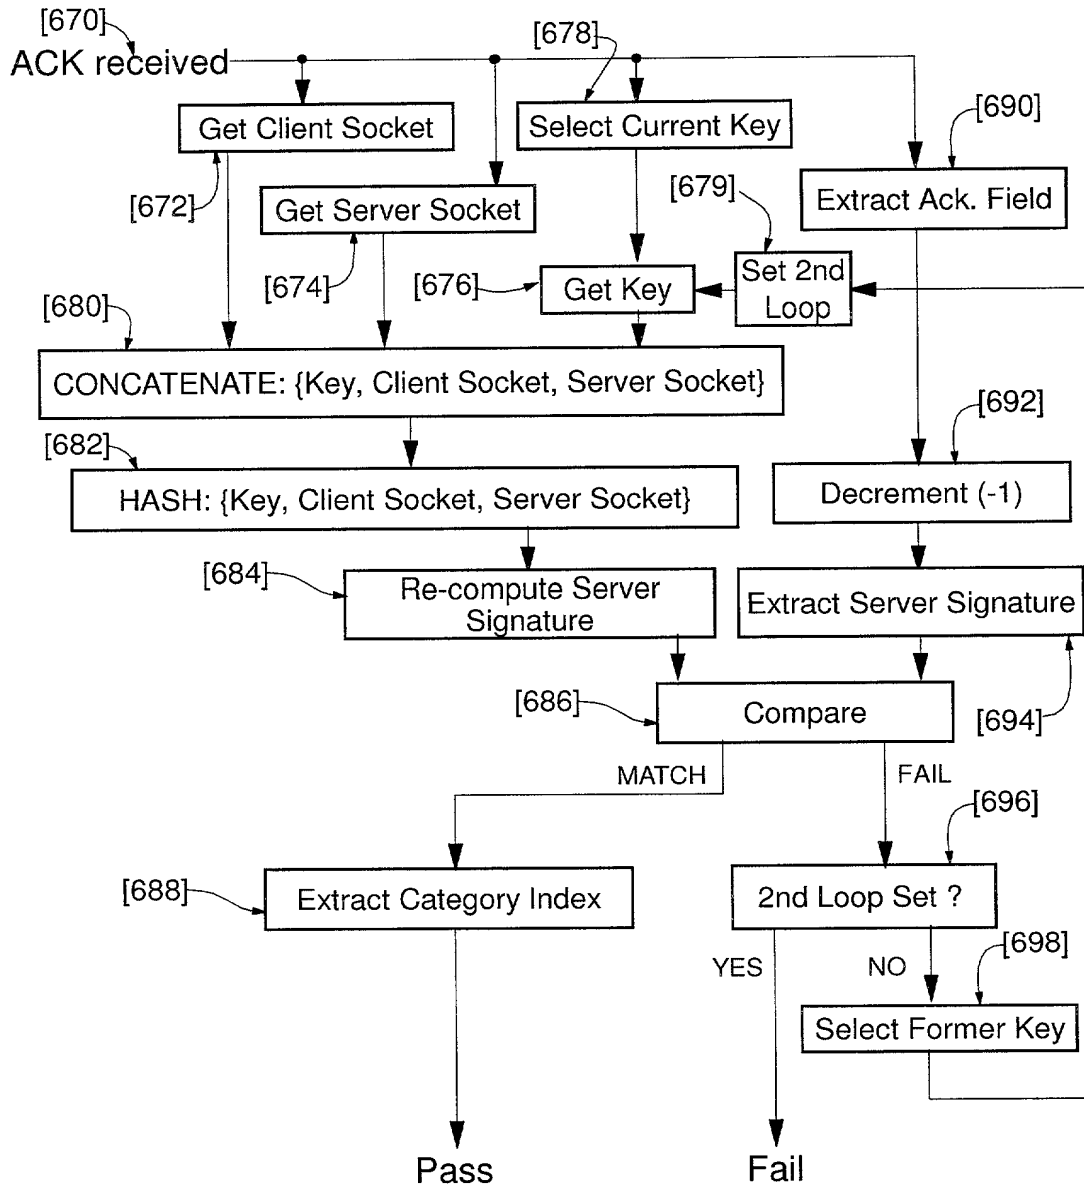 [670]
ACK received
[678]
Get Client Socket
Select Current Key
[690]
[672]
[679]
Get Server Socket
Extract Ack. Field
[674]
[676]
Get Key
Set 2nd
Loop
[680]
CONCATENATE: {Key, Client Socket, Server Socket}
[692]
[682]
HASH: {Key, Client Socket, Server Socket}
Decrement (-1)
[684]
Re-compute Server
Signature
Extract Server Signature
[686]
Compare
[694]
MATCH
FAIL
[696]
[688]
Extract Category Index
2nd Loop Set ?
[698]
YES
NO
Select Former Key
Pass
Fail